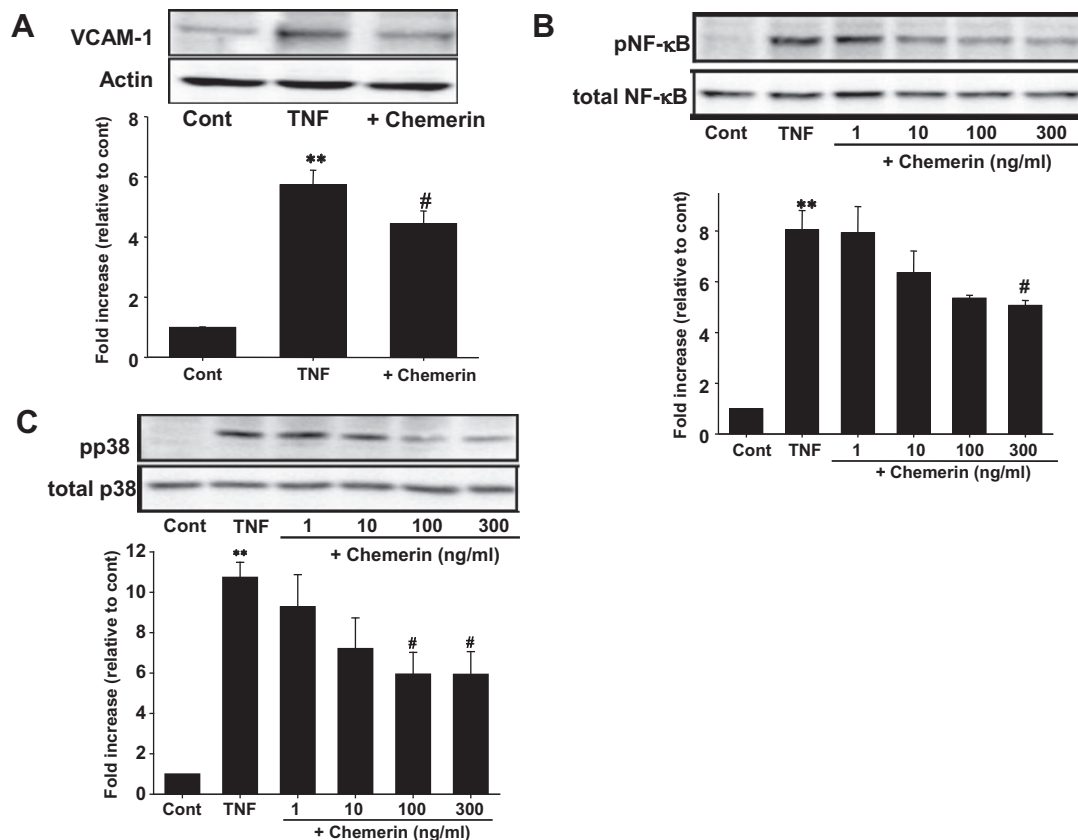 A
VCAM-1
Actin
Cont TNF + Chemerin
Fold increase (relative to cont)
8
6
4
2
0
**
#
Cont TNF + Chemerin
B
pNF-κB
total NF-κB
Cont TNF 1 10 100 300
+ Chemerin (ng/ml)
Fold increase (relative to cont)
8
6
4
2
0
**
#
Cont TNF 1 10 100 300
+ Chemerin (ng/ml)
C
pp38
total p38
Cont TNF 1 10 100 300
+ Chemerin (ng/ml)
Fold increase (relative to cont)
12
10
8
6
4
2
0
**
# #
Cont TNF 1 10 100 300
+ Chemerin (ng/ml)